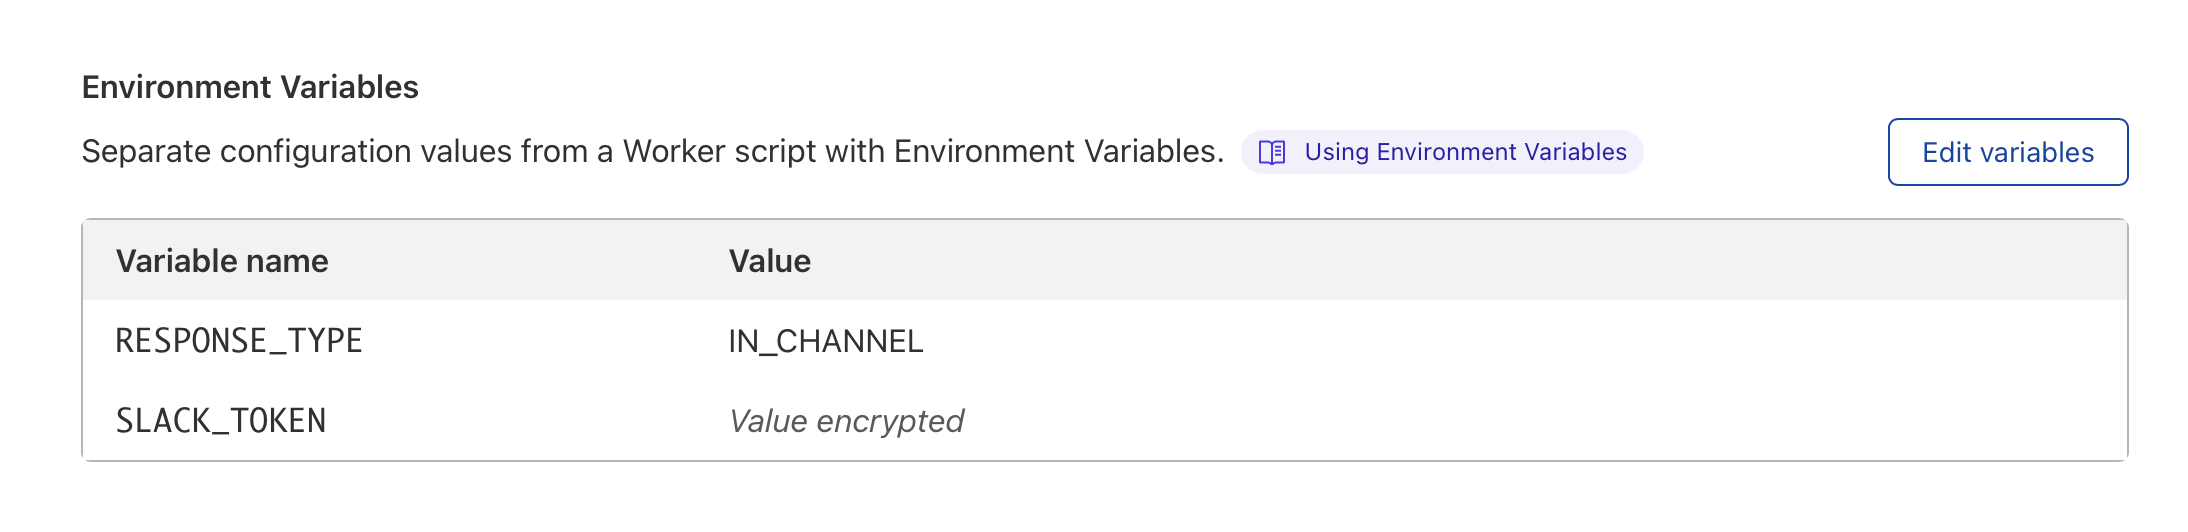 Environment Variables
Separate configuration values from a Worker script with Environment Variables. Using Environment Variables Edit variables
Variable name Value
RESPONSE_TYPE IN_CHANNEL
SLACK_TOKEN Value encrypted